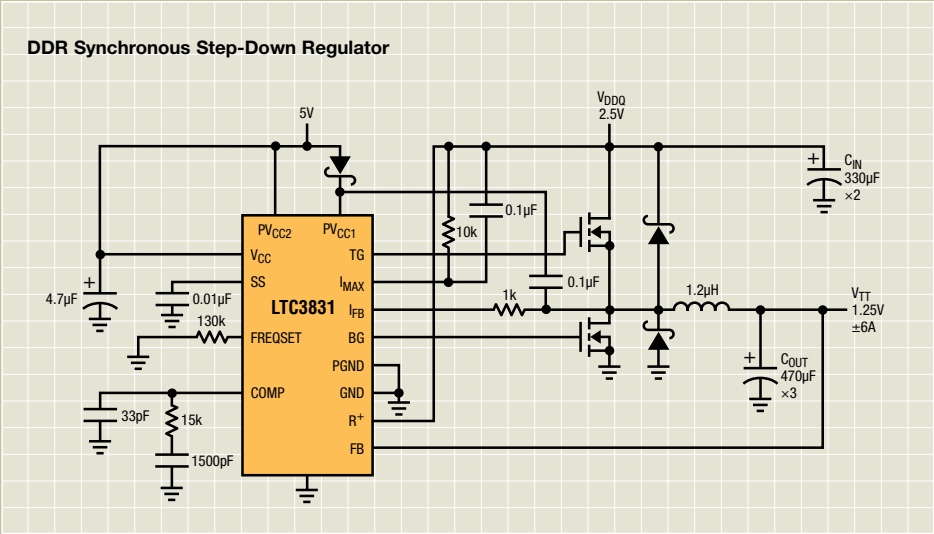 DDR Synchronous Step-Down Regulator
5V
VDDQ
2.5V
+
CIN
330µF
×2
PVCC2
PVCC1
0.1µF
10k
VCC
TG
+
4.7µF
SS
IMAX
0.01µF
LTC3831
0.1µF
1k
1.2µH
IFB
VTT
1.25V
±6A
130k
FREQSET
BG
+
COUT
470µF
×3
PGND
COMP
GND
33pF
15k
R+
FB
1500pF